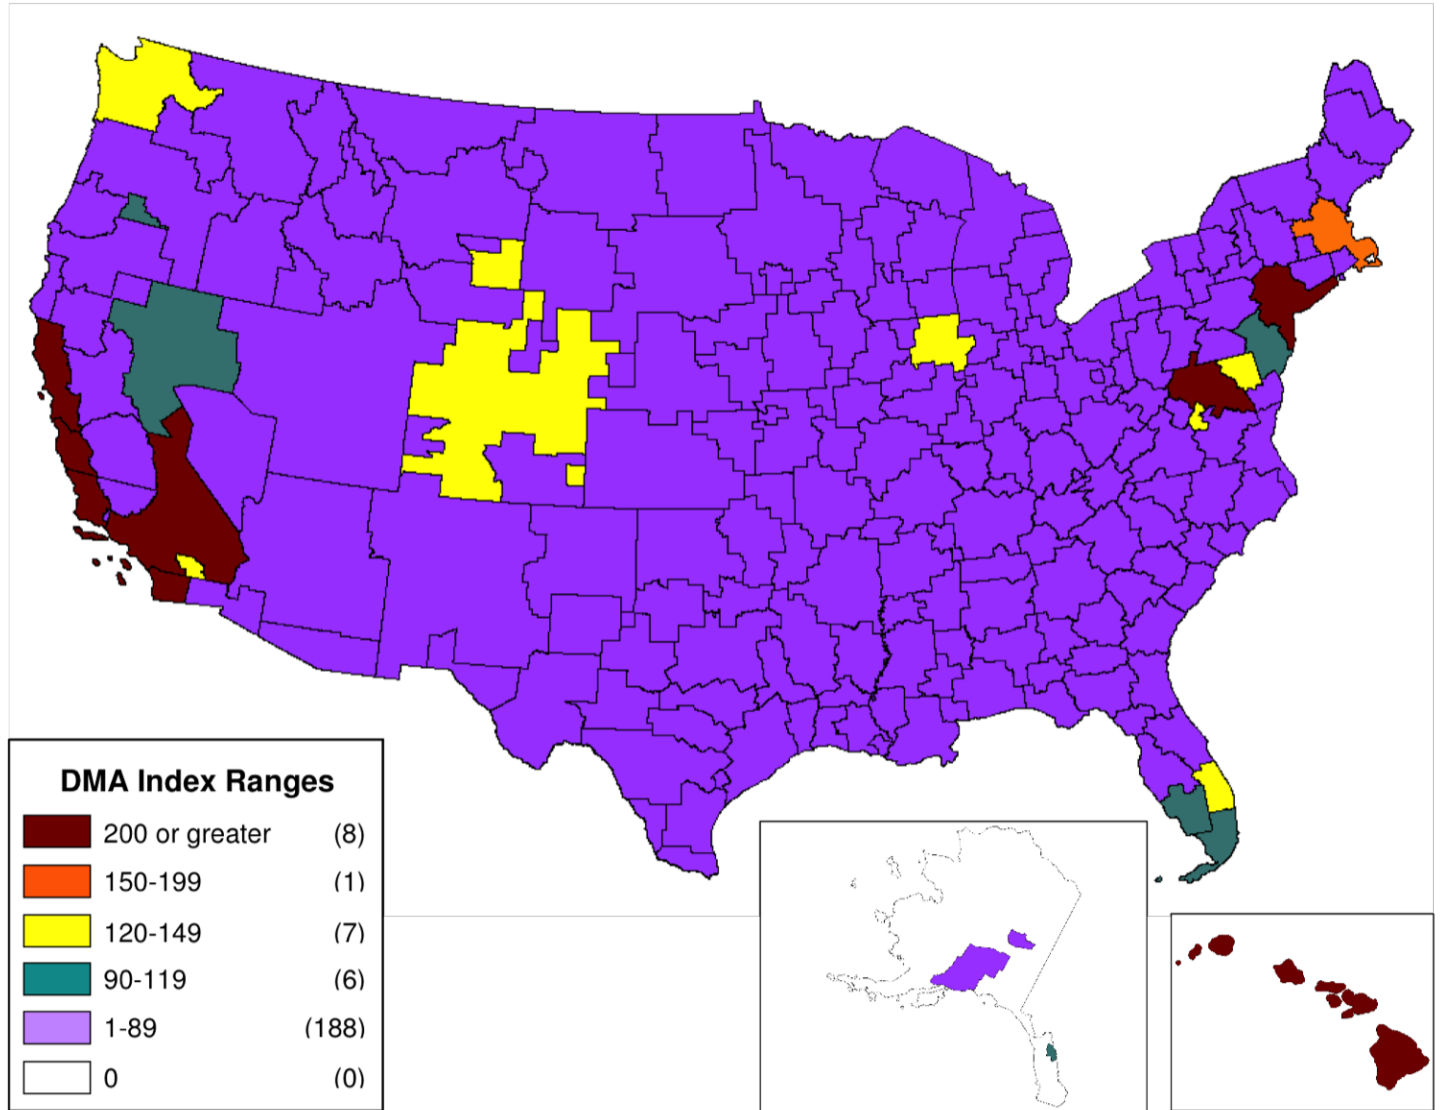 DMA Index Ranges
200 or greater (8)
150-199 (1)
120-149 (7)
90-119 (6)
1-89 (188)
0 (0)